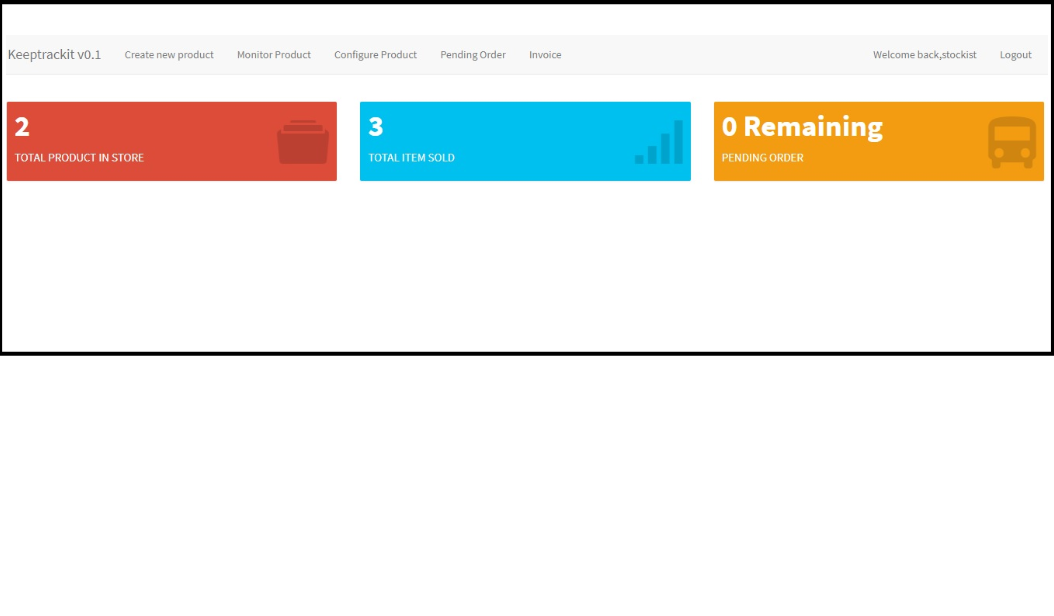 Keeptrackit v0.1 Create new product Monitor Product Configure Product Pending Order Invoice Welcome back,stockist Logout
2 3 0 Remaining
TOTAL PRODUCT IN STORE TOTAL ITEM SOLD PENDING ORDER